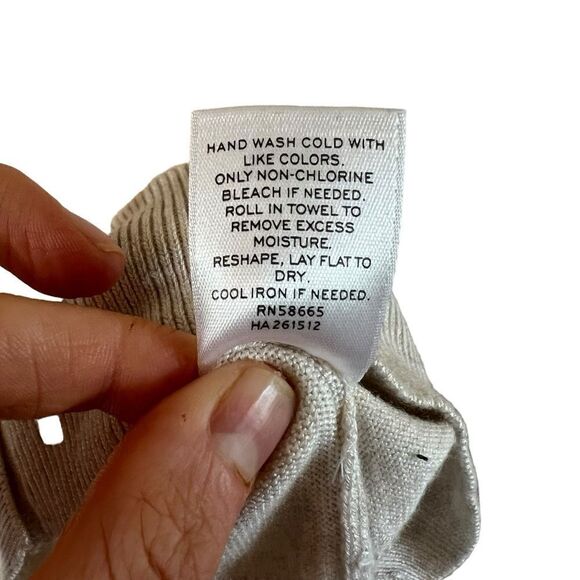 HAND WASH COLD WITH
LIKE COLORS.
ONLY NON-CHLORINE
BLEACH IF NEEDED.
ROLL IN TOWEL TO
REMOVE EXCESS
MOISTURE.
RESHAPE, LAY FLAT TO
DRY.
COOL IRON IF NEEDED.
RN58665
HA261512